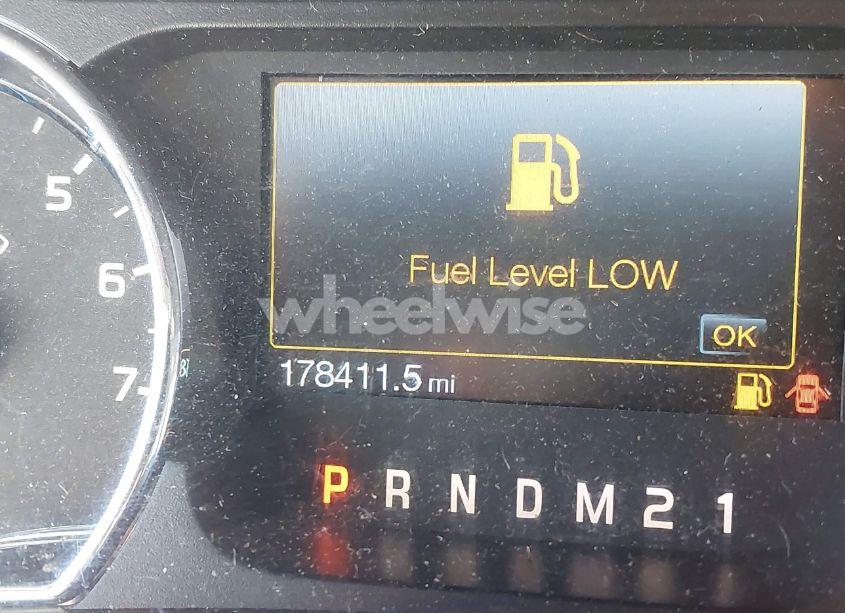 5
6
7
Fuel Level LOW
wheelwise
OK
178411.5 mi
P R N D M 2 1